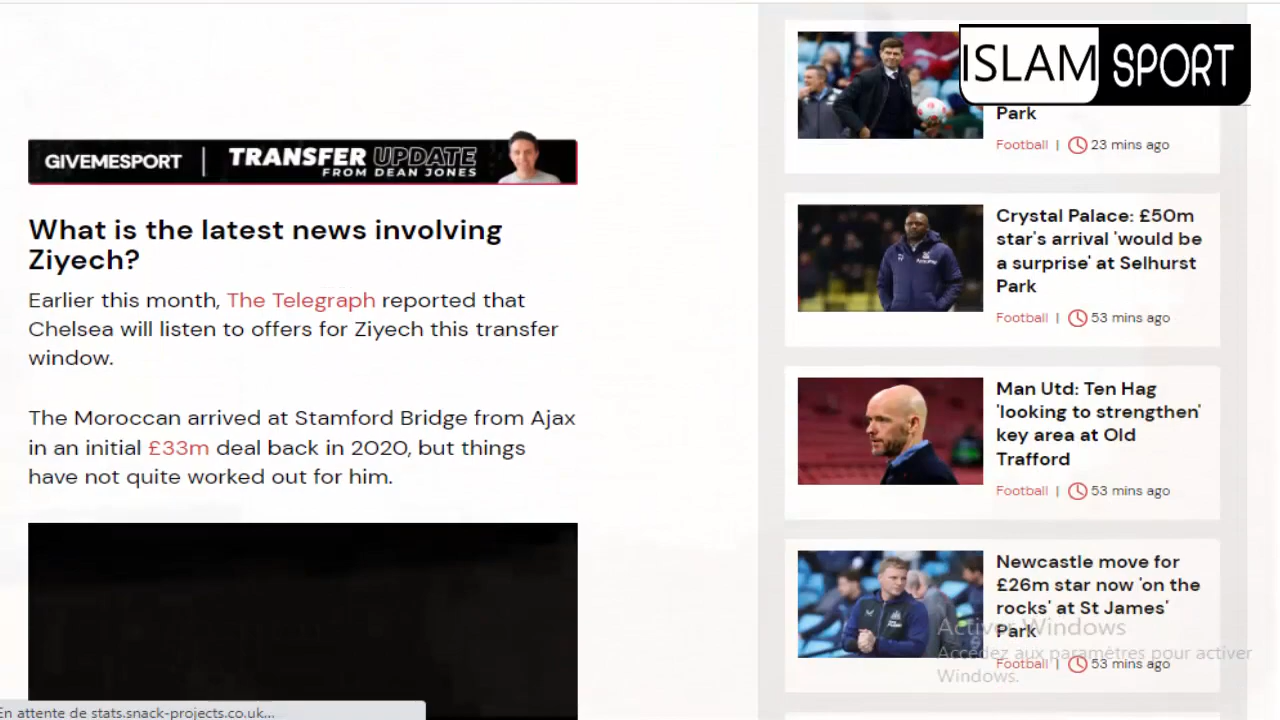 GIVEMESPORT | TRANSFER UPDATE
FROM DEAN JONES
What is the latest news involving
Ziyech?
Earlier this month, The Telegraph reported that
Chelsea will listen to offers for Ziyech this transfer
window.
The Moroccan arrived at Stamford Bridge from Ajax
in an initial £33m deal back in 2020, but things
have not quite worked out for him.
En attente de stats.snack-projects.co.uk...
ISLAM SPORT
Park
Football | 23 mins ago
Crystal Palace: £50m
star's arrival 'would be
a surprise' at Selhurst
Park
Football | 53 mins ago
Man Utd: Ten Hag
'looking to strengthen'
key area at Old
Trafford
Football | 53 mins ago
Newcastle move for
£26m star now 'on the
rocks' at St James'
Park
Football | 53 mins ago
Activer Windows
Accédez aux paramètres pour activer
Windows.